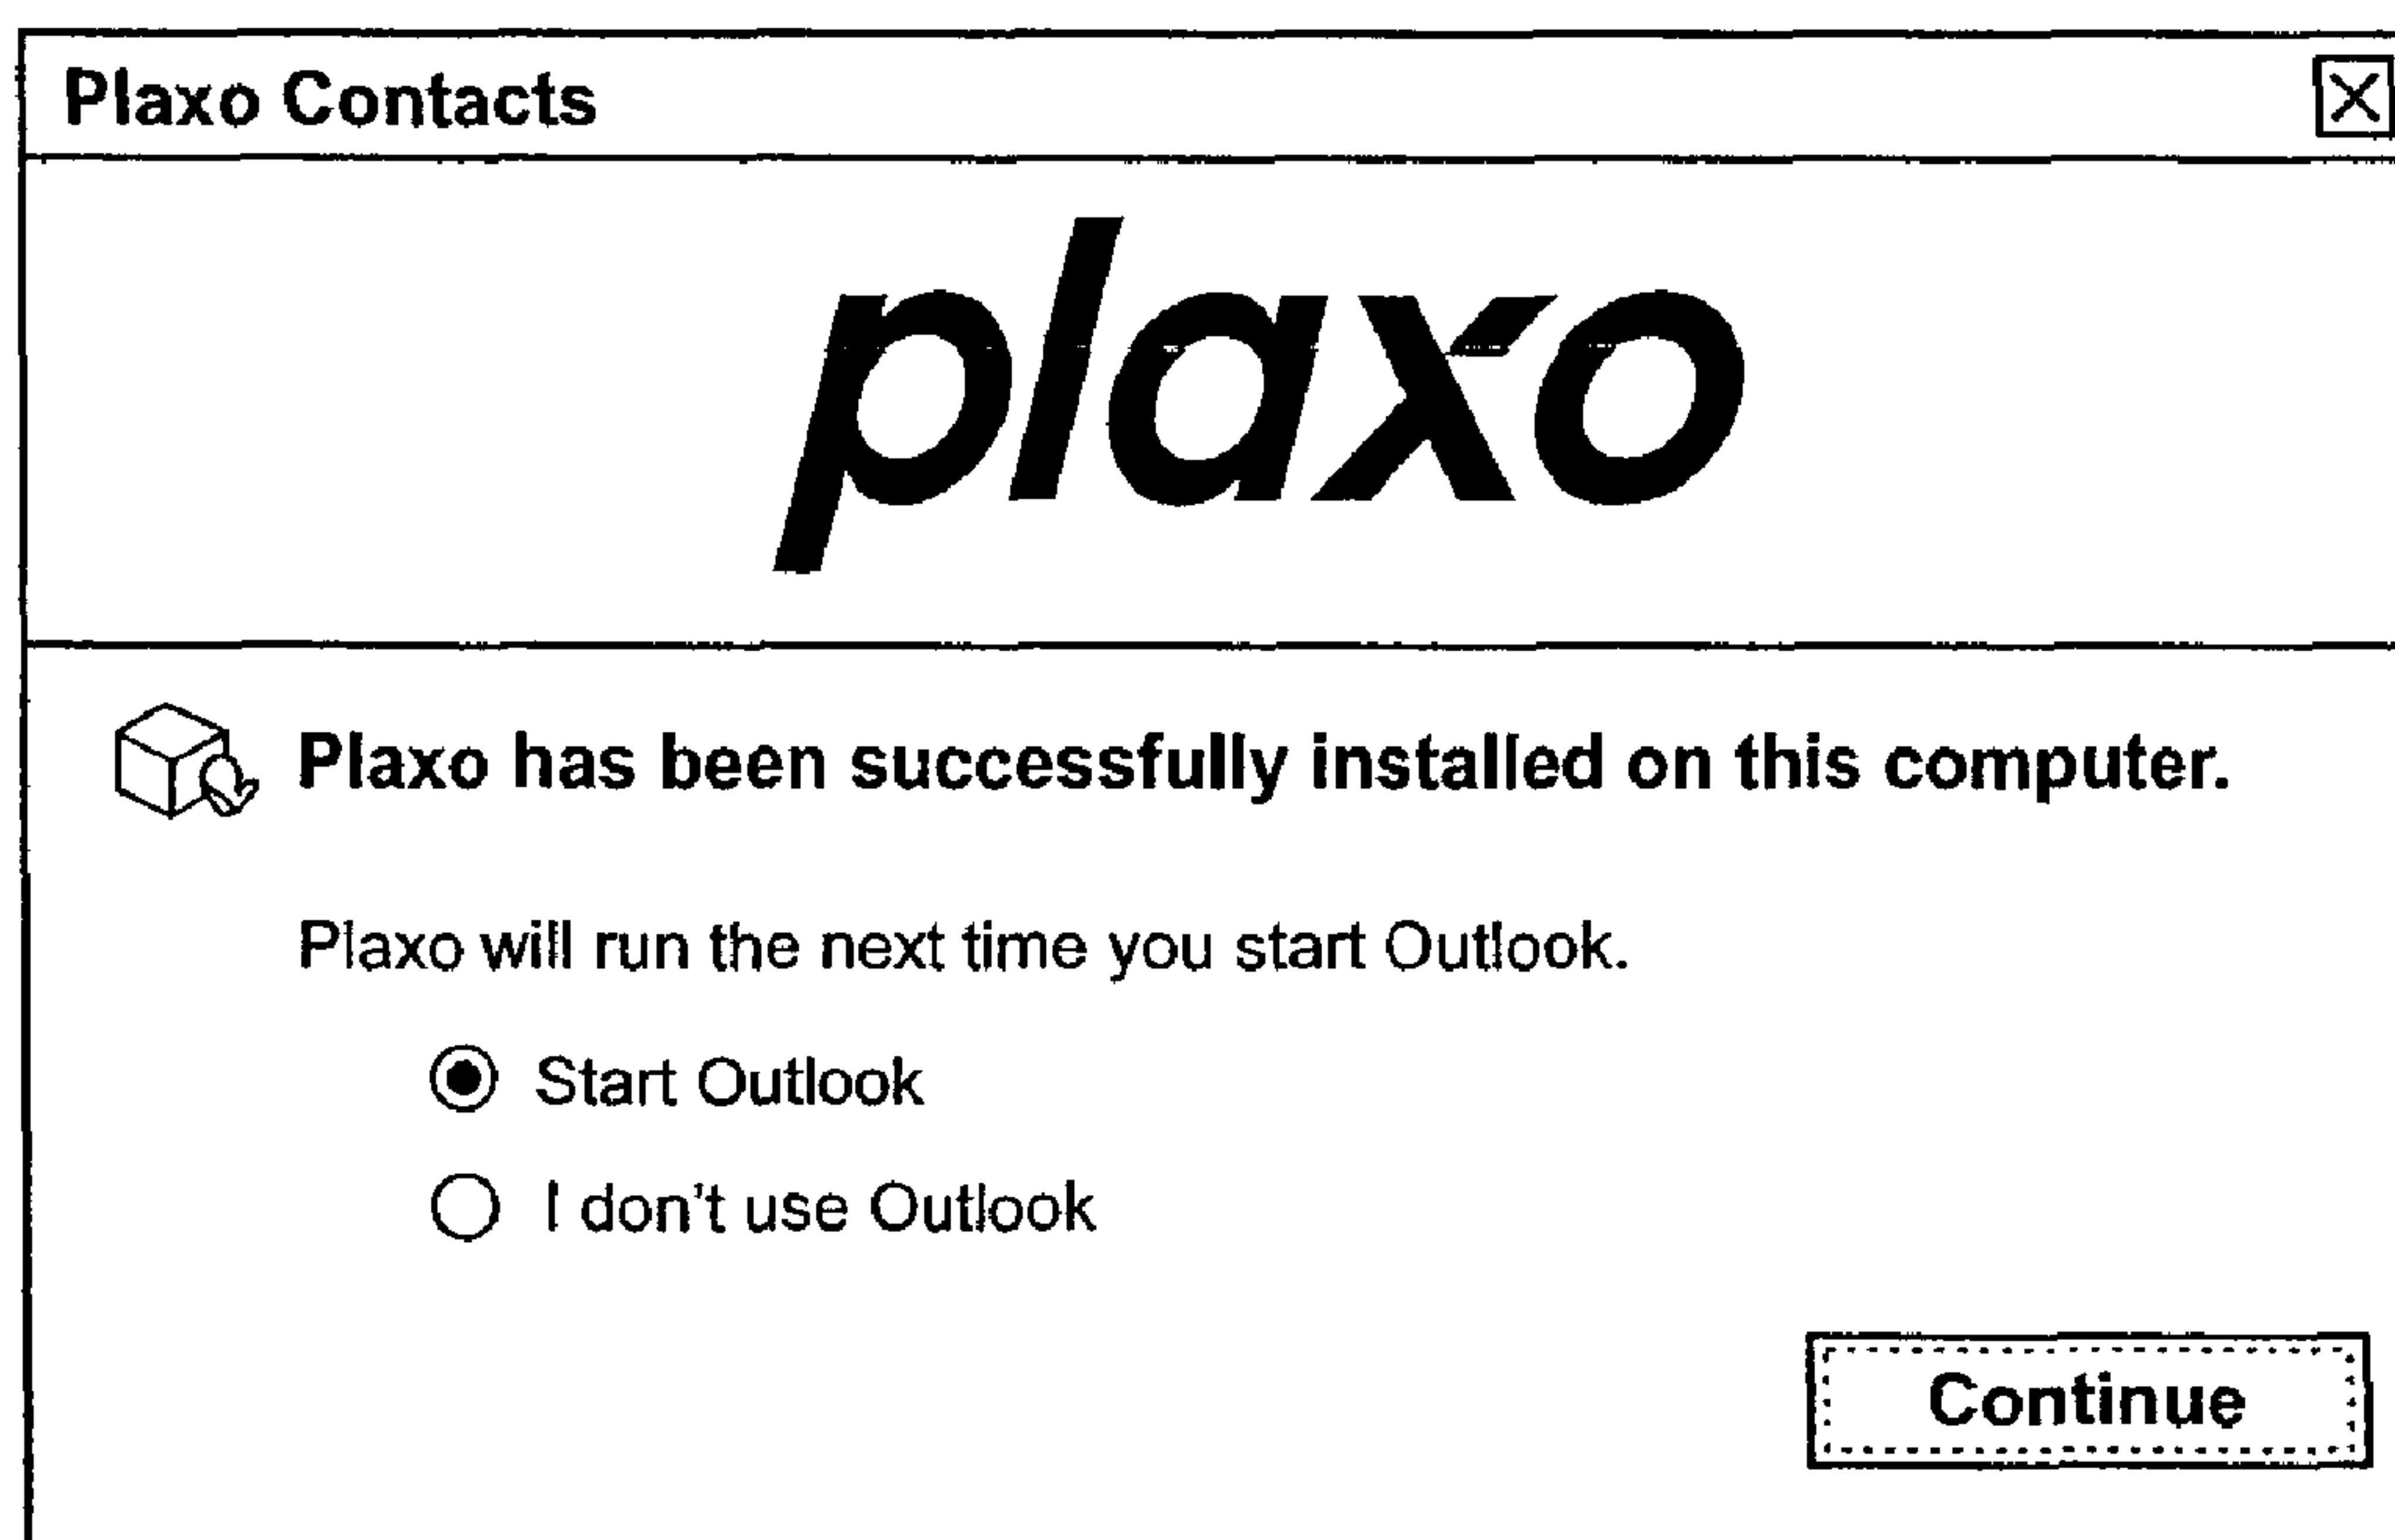 Plaxo Contacts
plaxo
Plaxo has been successfully installed on this computer.
Plaxo will run the next time you start Outlook.
Start Outlook
I don't use Outlook
Continue